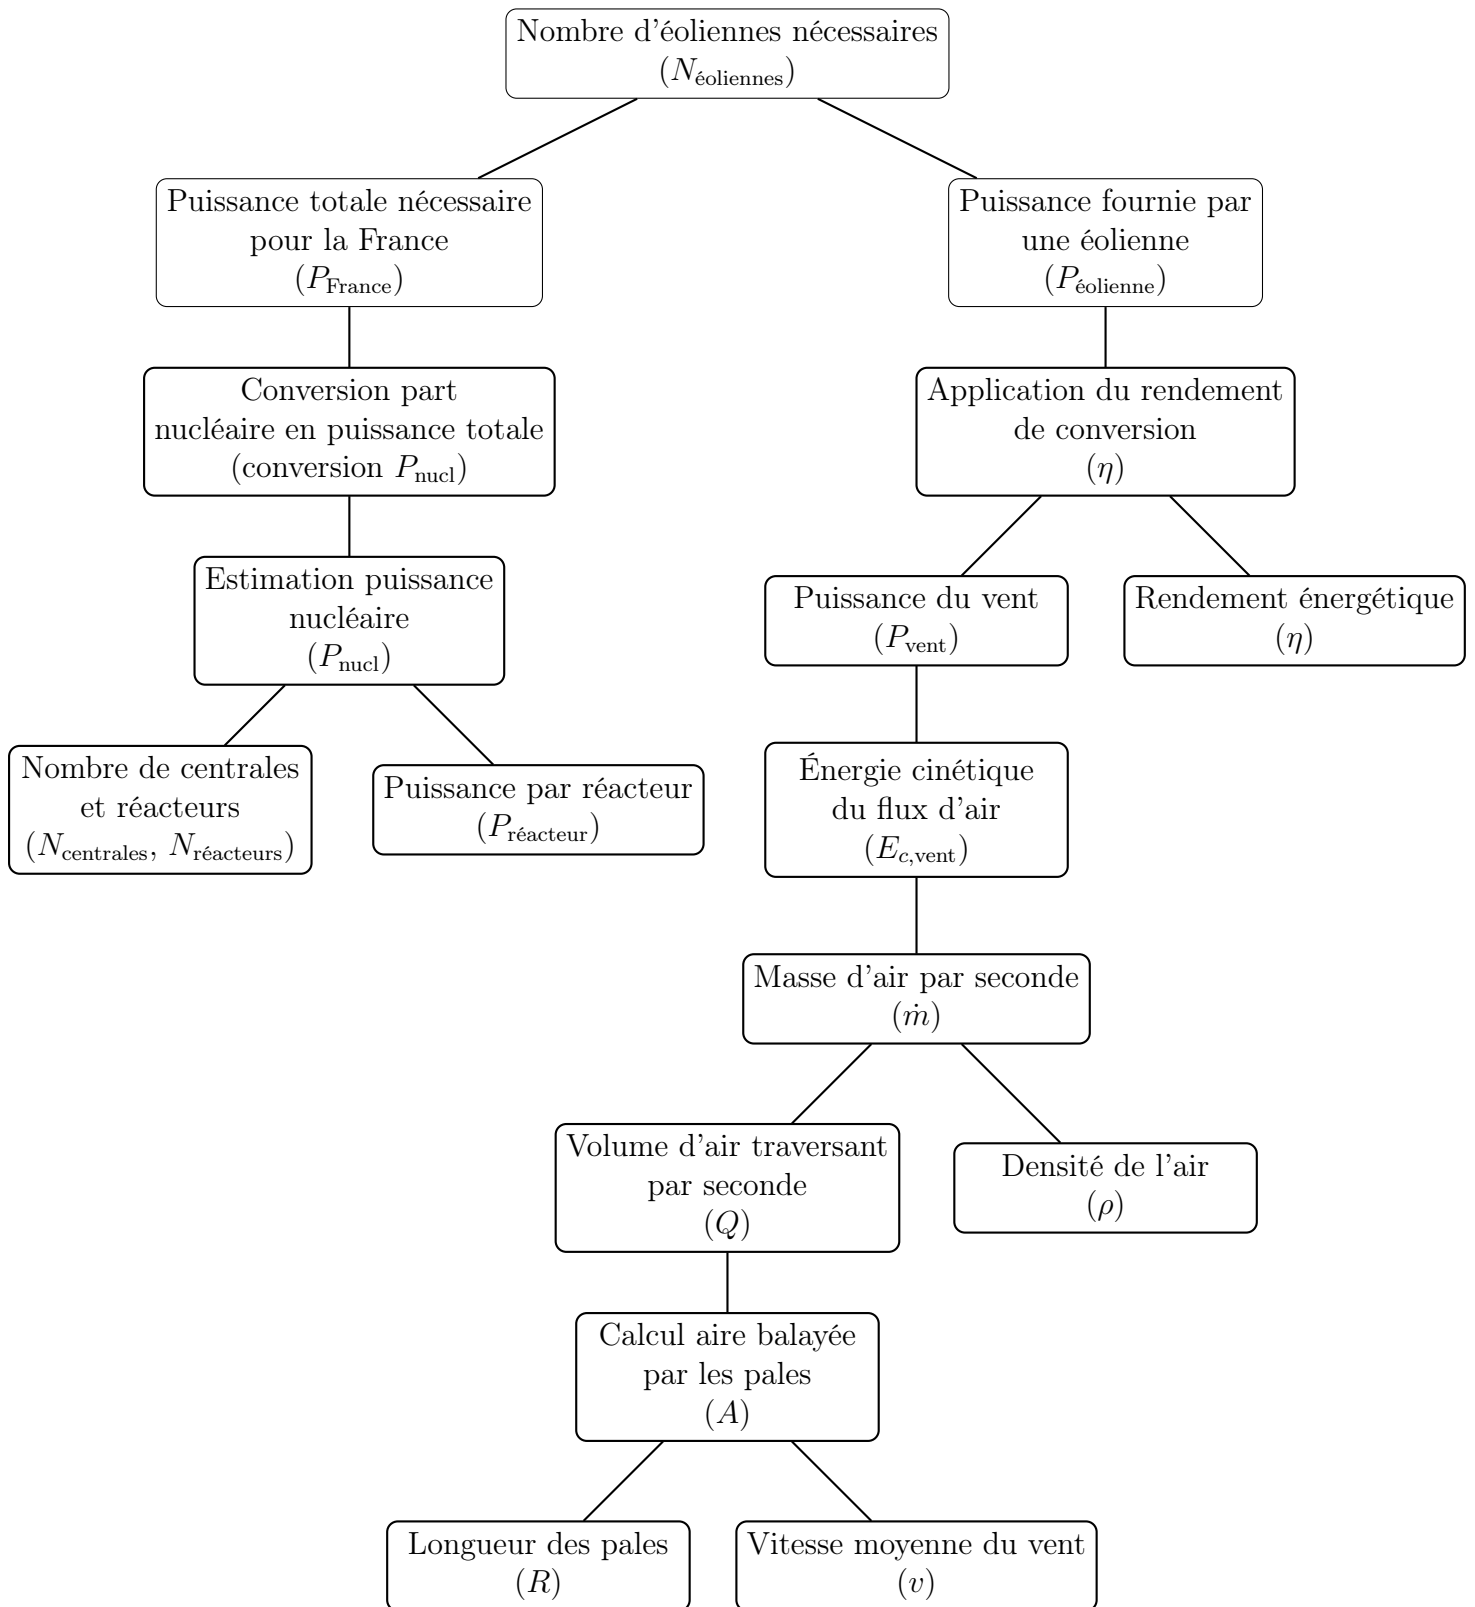 Nombre d'éoliennes nécessaires
(N_éoliennes)
Puissance totale nécessaire
pour la France
(P_France)
Puissance fournie par
une éolienne
(P_éolienne)
Conversion part
nucléaire en puissance totale
(conversion P_nucl)
Application du rendement
de conversion
(η)
Estimation puissance
nucléaire
(P_nucl)
Puissance du vent
(P_vent)
Rendement énergétique
(η)
Nombre de centrales
et réacteurs
(N_centrales, N_réacteurs)
Puissance par réacteur
(P_réacteur)
Énergie cinétique
du flux d'air
(E_c,vent)
Masse d'air par seconde
(ṁ)
Volume d'air traversant
par seconde
(Q)
Densité de l'air
(ρ)
Calcul aire balayée
par les pales
(A)
Longueur des pales
(R)
Vitesse moyenne du vent
(v)